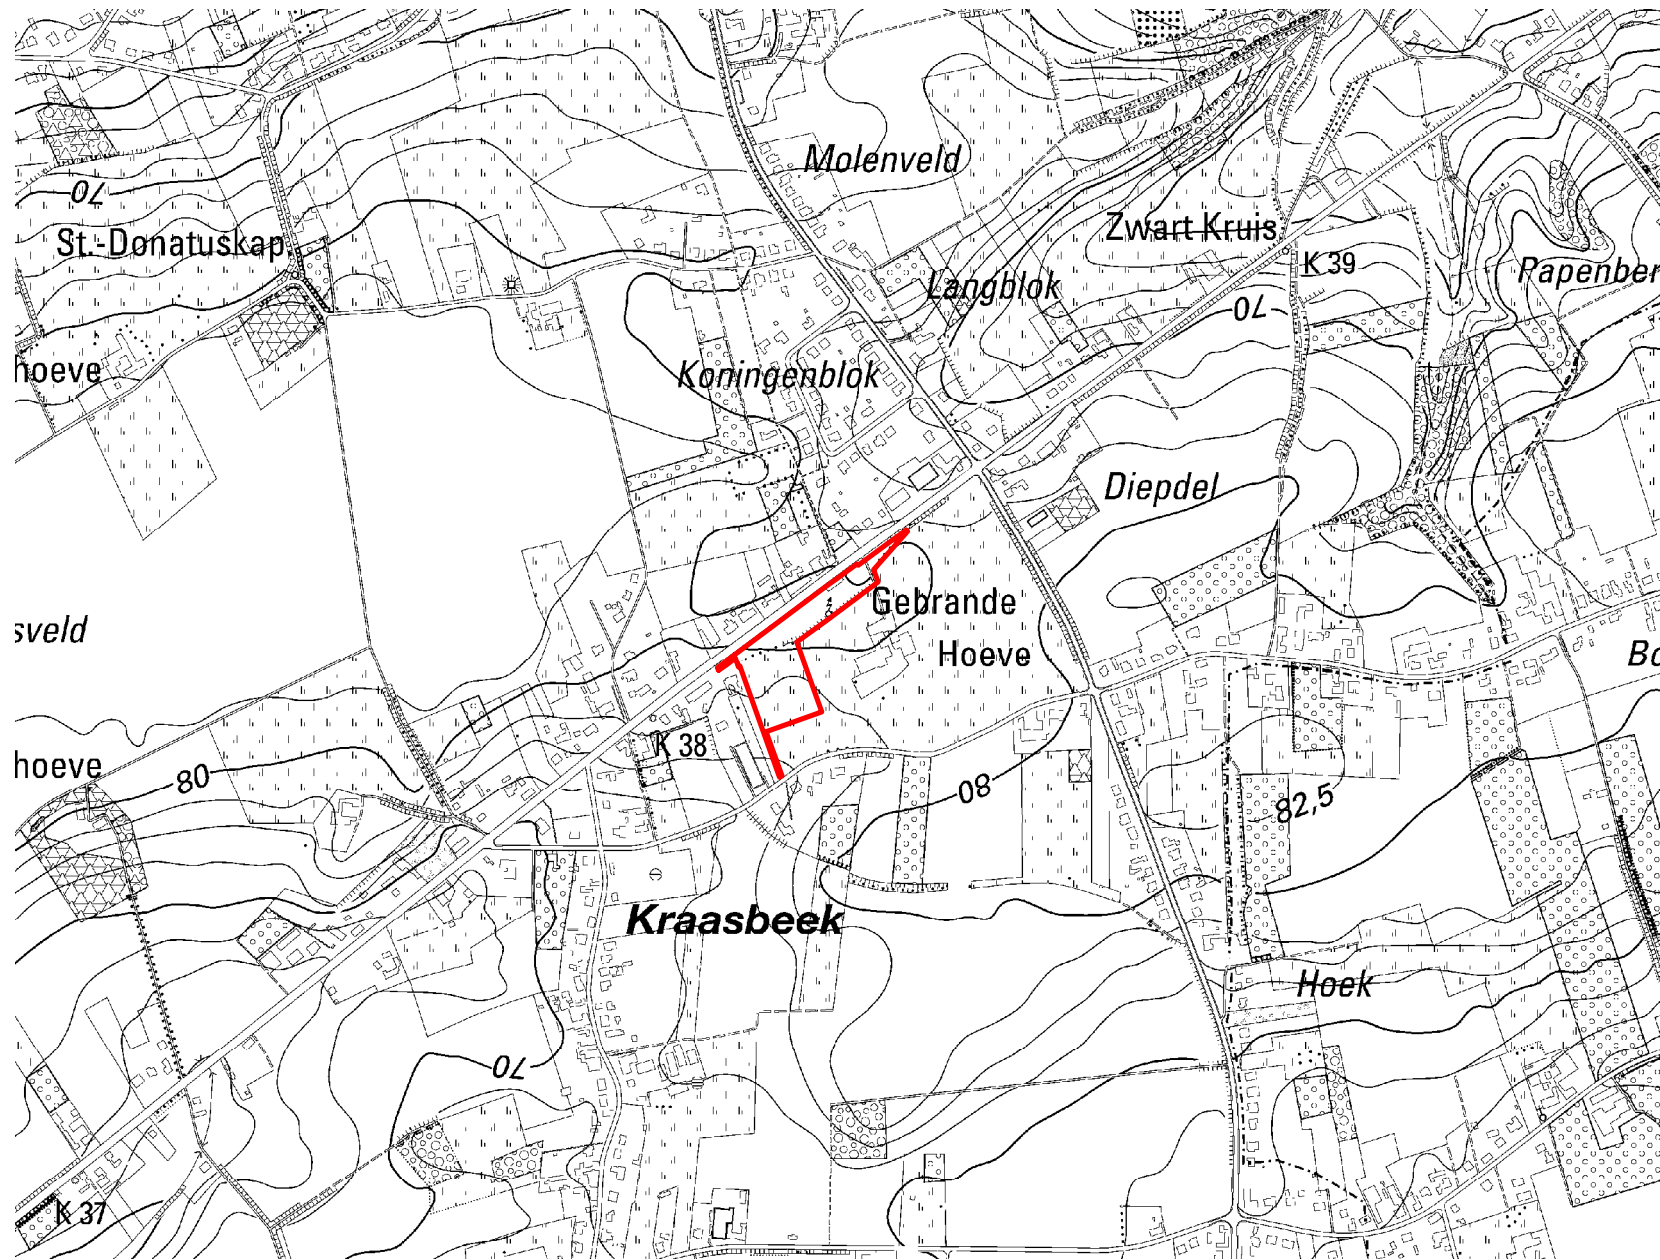 Molenveld
70
St.-Donatuskap.
Zwart Kruis
K 39
Papenber
Langblok
70
hoeve
Koningenblok
Diepdel
Gebrande
Hoeve
sveld
Bo
K 38
hoeve
80
80
82,5
Kraasbeek
Hoek
70
K 37